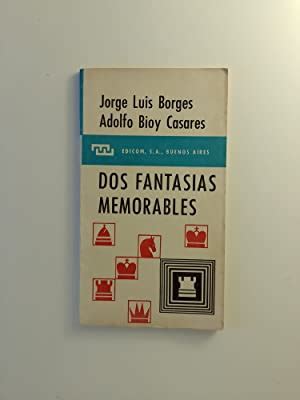 Jorge Luis Borges
Adolfo Bioy Casares
EDICOM, S.A., BUENOS AIRES
DOS FANTASIAS
MEMORABLES